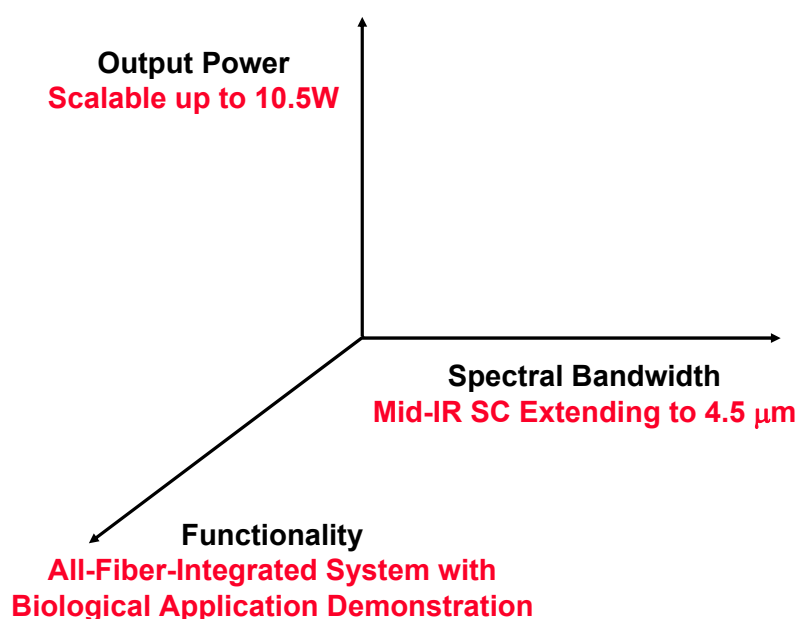 Output Power
Scalable up to 10.5W
Spectral Bandwidth
Mid-IR SC Extending to 4.5 μm
Functionality
All-Fiber-Integrated System with
Biological Application Demonstration